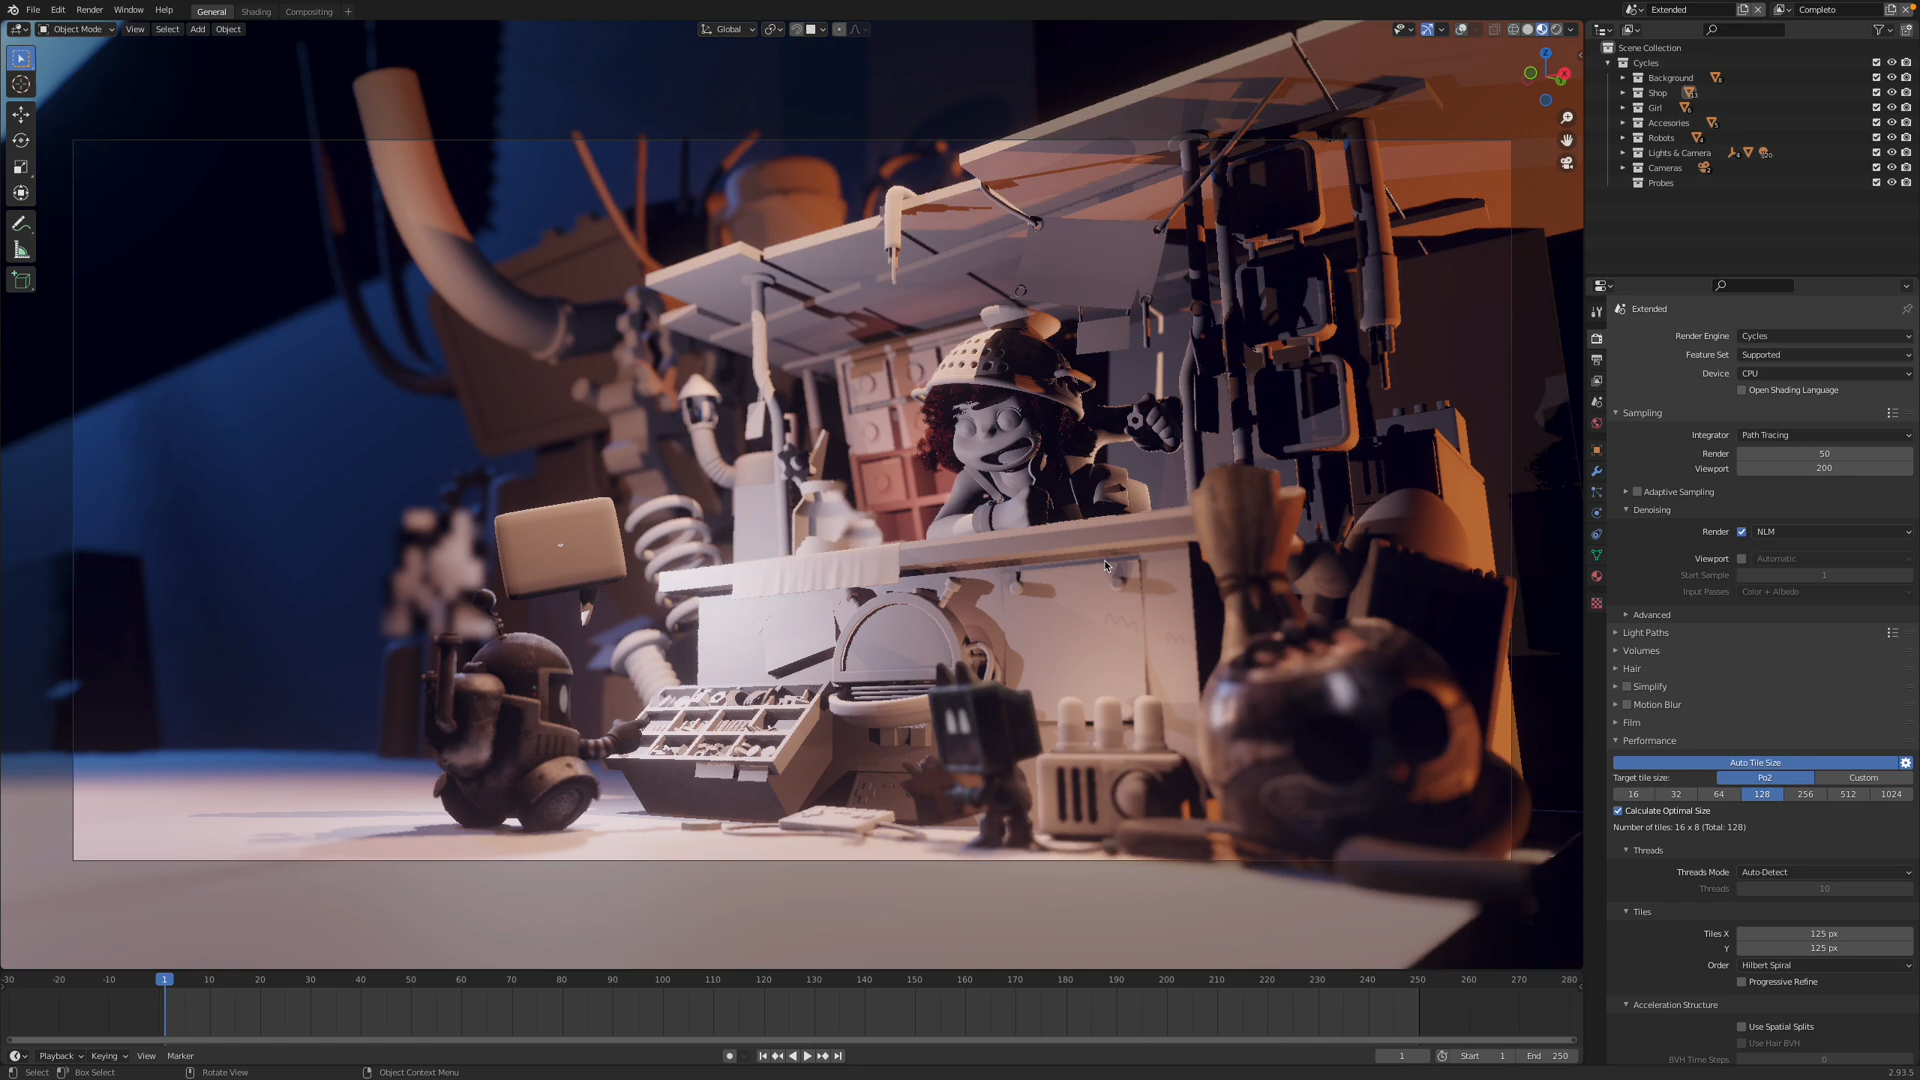 File Edit Render Window Help General Shading Compositing + Extended Completo
Object Mode View Select Add Object Global
Z X Y
Scene Collection
Cycles
Background 8
Shop 13
Girl 6
Accesories 5
Robots 4
Lights & Camera 4 20
Cameras 2
Probes
Extended
Render Engine Cycles
Feature Set Supported
Device CPU
Open Shading Language
Sampling
Integrator Path Tracing
Render 50
Viewport 200
Adaptive Sampling
Denoising
Render NLM
Viewport Automatic
Start Sample 1
Input Passes Color + Albedo
Advanced
Light Paths
Volumes
Hair
Simplify
Motion Blur
Film
Performance
Auto Tile Size
Target tile size: Po2 Custom
16 32 64 128 256 512 1024
Calculate Optimal Size
Number of tiles: 16 x 8 (Total: 128)
Threads
Threads Mode Auto-Detect
Threads 10
Tiles
Tiles X 125 px
Y 125 px
Order Hilbert Spiral
Progressive Refine
Acceleration Structure
Use Spatial Splits
Use Hair BVH
BVH Time Steps 0
-30 -20 -10 1 10 20 30 40 50 60 70 80 90 100 110 120 130 140 150 160 170 180 190 200 210 220 230 240 250 260 270 280
Playback Keying View Marker 1 Start 1 End 250
Select Box Select Rotate View Object Context Menu 2.93.5